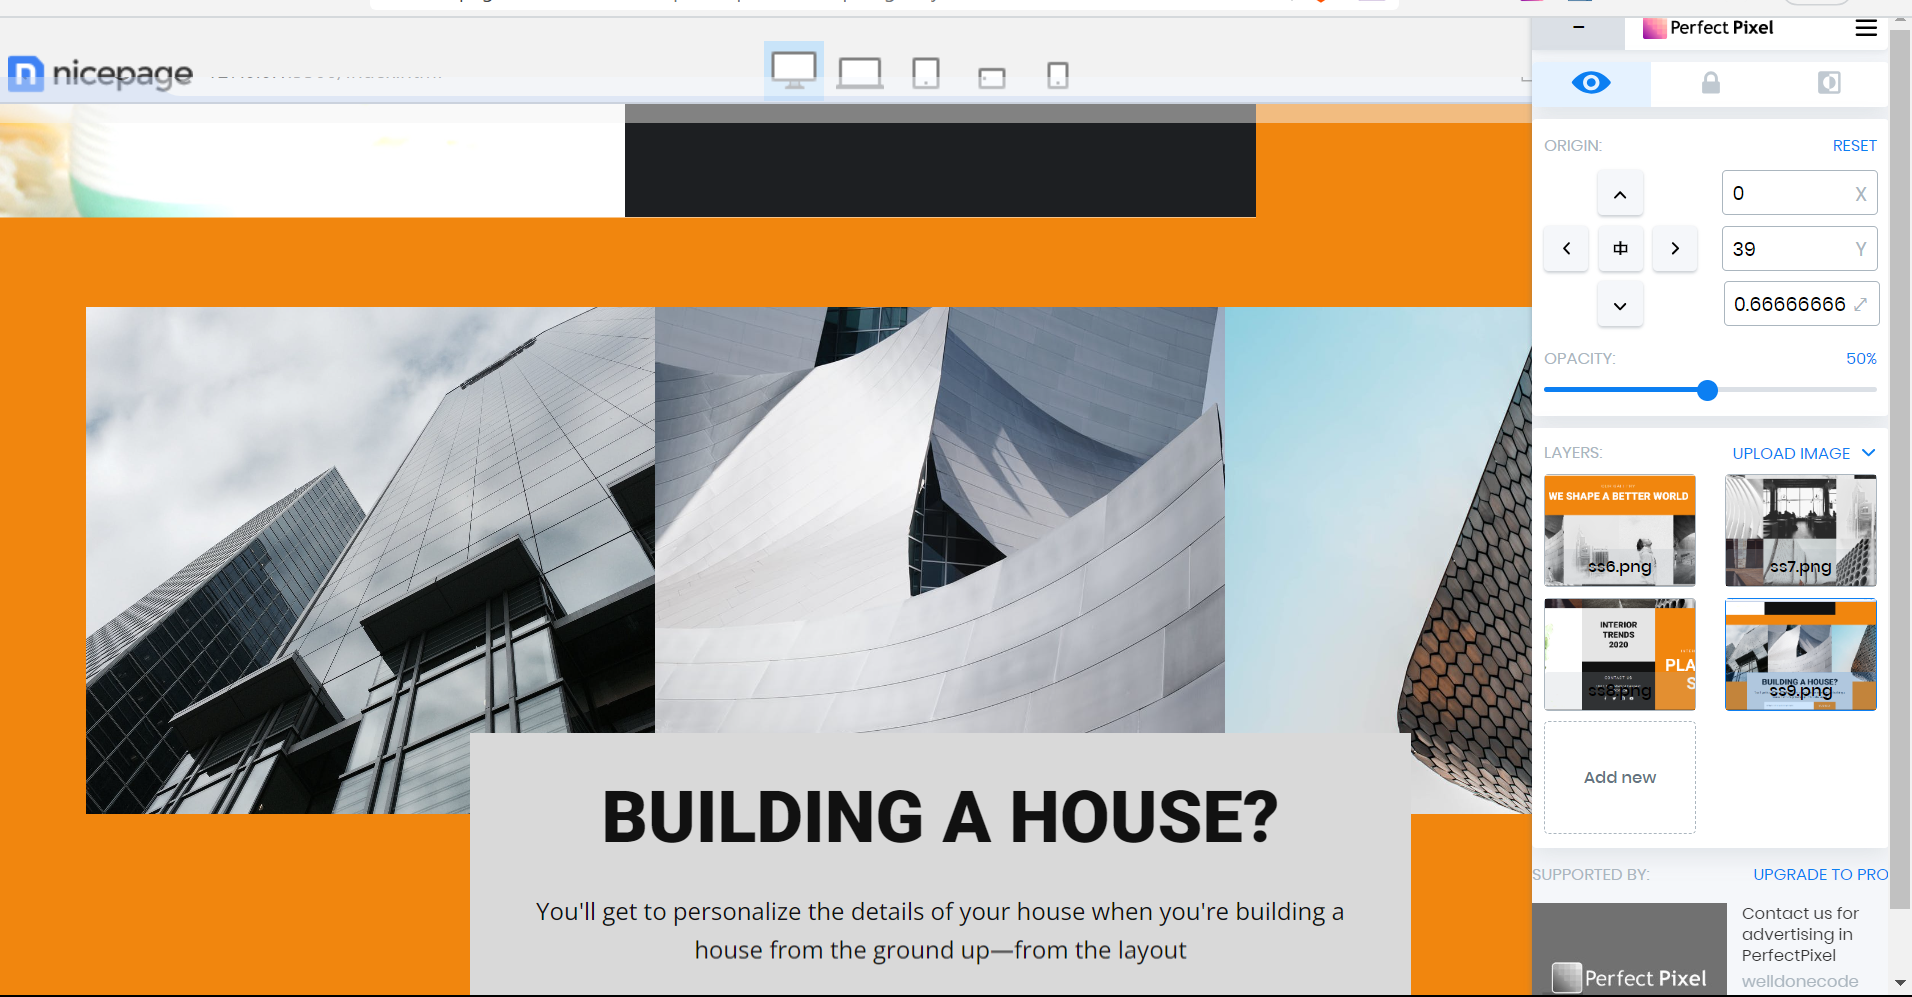 nicepage
Perfect Pixel
ORIGIN:
RESET
0
X
中
39
Y
0.66666666
OPACITY:
50%
LAYERS:
UPLOAD IMAGE
WE SHAPE A BETTER WORLD
ss6.png
ss7.png
INTERIOR
TRENDS
2020
PLA
S
CONTACT US
ss8.png
BUILDING A HOUSE?
ss9.png
Add new
BUILDING A HOUSE?
You'll get to personalize the details of your house when you're building a
house from the ground up—from the layout
SUPPORTED BY:
UPGRADE TO PRO
Contact us for
advertising in
PerfectPixel
welldonecode
Perfect Pixel